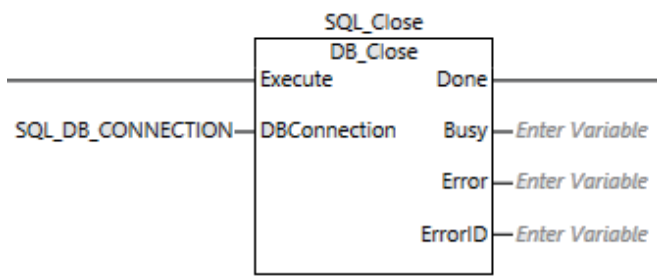 SQL_Close
DB_Close
Execute Done
SQL_DB_CONNECTION DBConnection Busy Enter Variable
Error Enter Variable
ErrorID Enter Variable